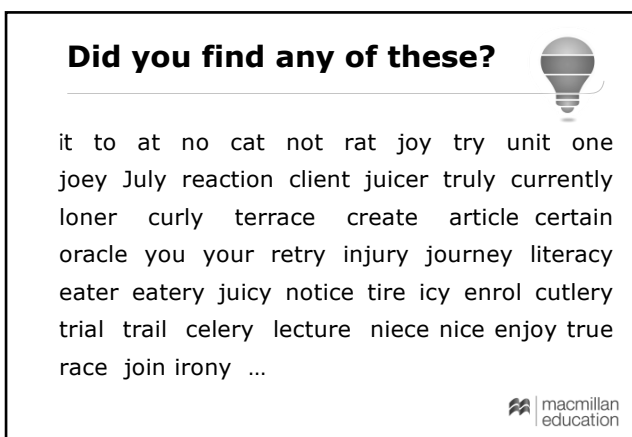 Did you find any of these?
it to at no cat not rat joy try unit one
joey July reaction client juicer truly currently
loner curly terrace create article certain
oracle you your retry injury journey literacy
eater eatery juicy notice tire icy enrol cutlery
trial trail celery lecture niece nice enjoy true
race join irony ...
macmillan
education